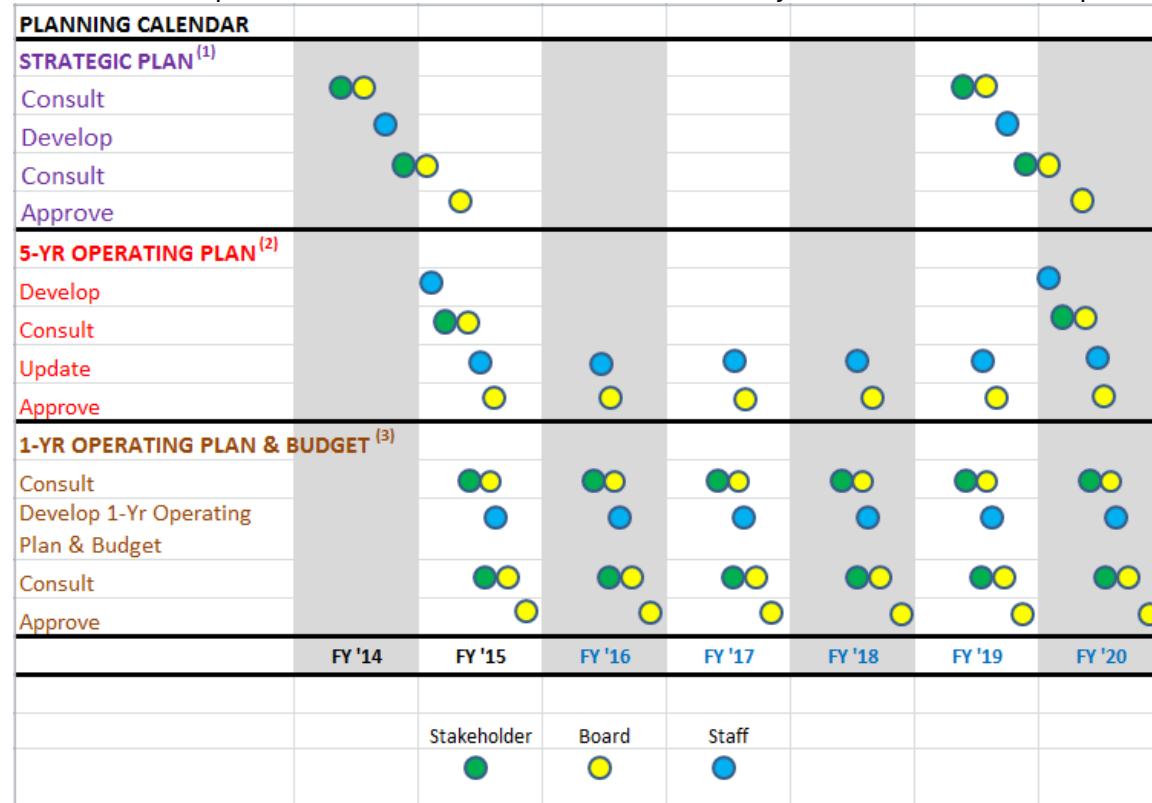 PLANNING CALENDAR
STRATEGIC PLAN (1)
Consult
Develop
Consult
Approve
5-YR OPERATING PLAN (2)
Develop
Consult
Update
Approve
1-YR OPERATING PLAN & BUDGET (3)
Consult
Develop 1-Yr Operating
Plan & Budget
Consult
Approve
FY '14 FY '15 FY '16 FY '17 FY '18 FY '19 FY '20
Stakeholder Board Staff